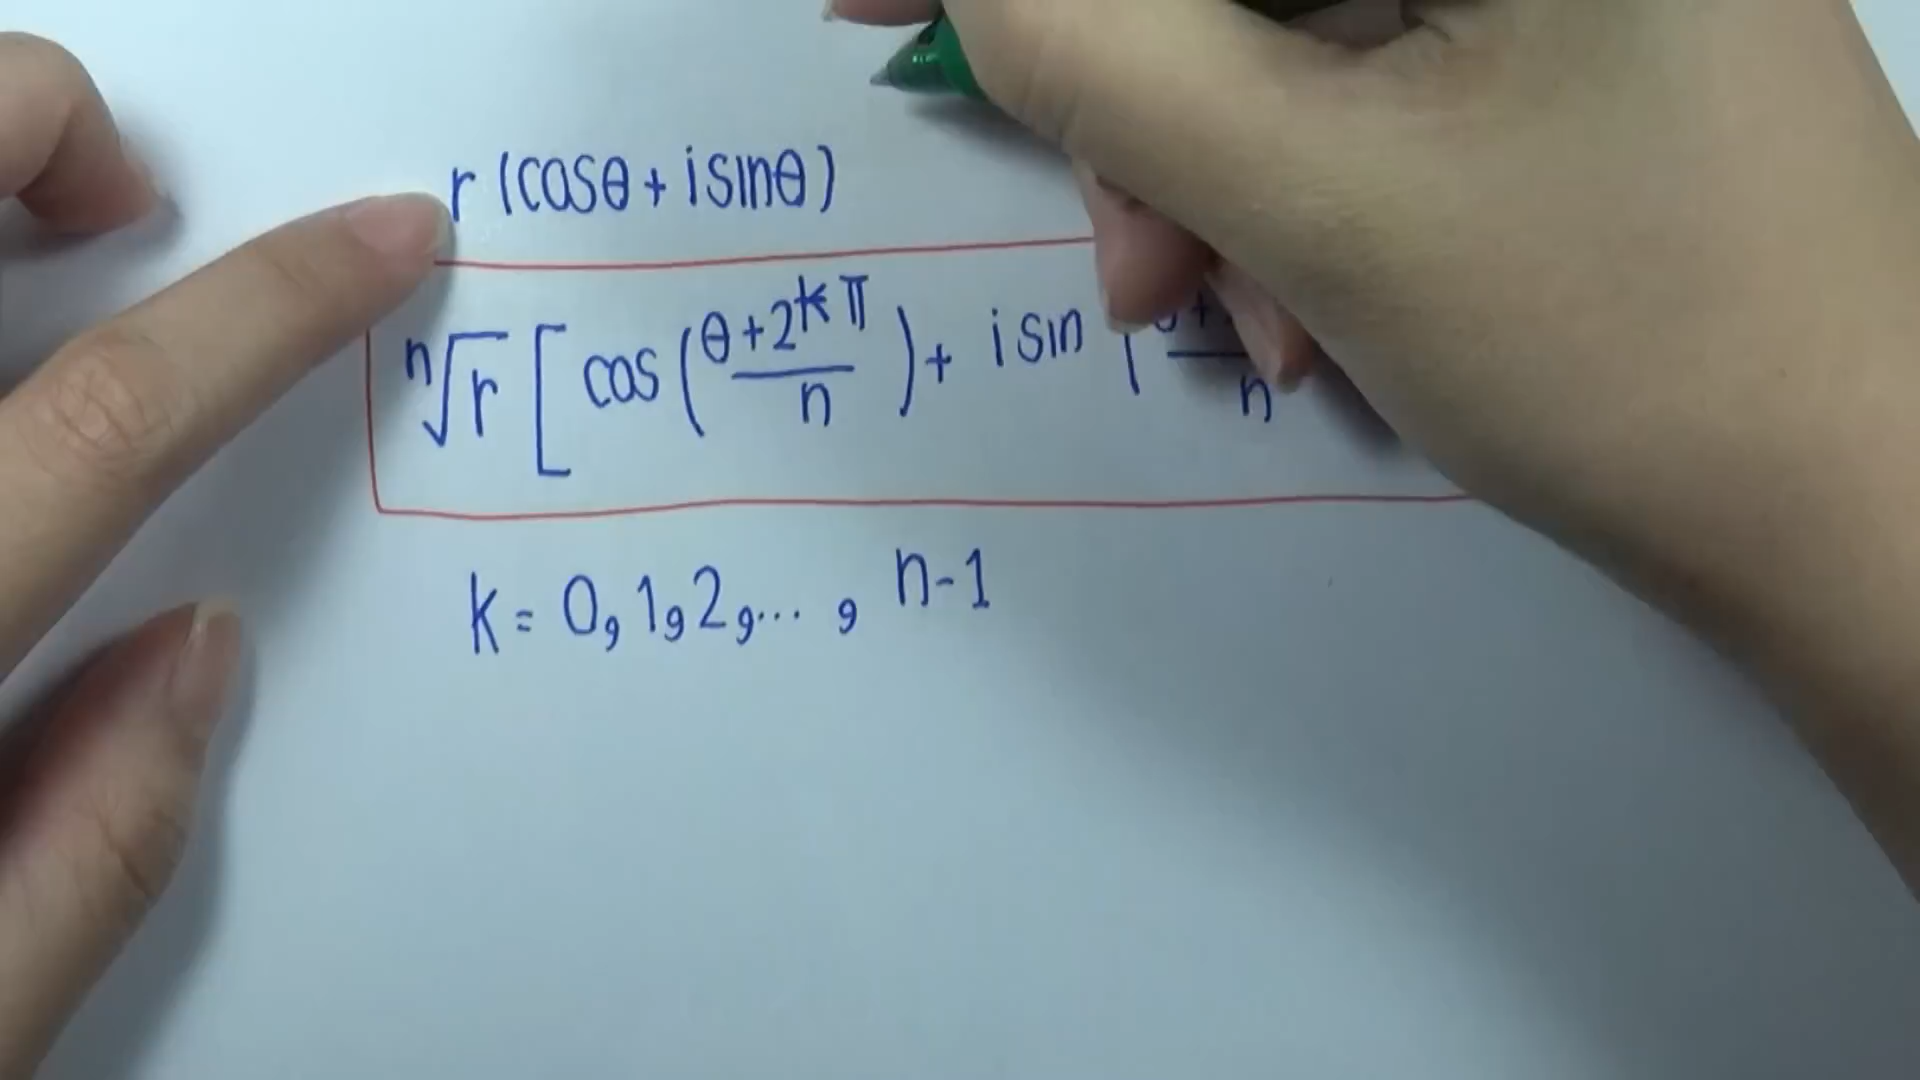 r (cosθ + i sinθ)
ⁿ√r [ cos (θ+2kπ / n) + i sin ( / n
k = 0, 1, 2, ... , n-1